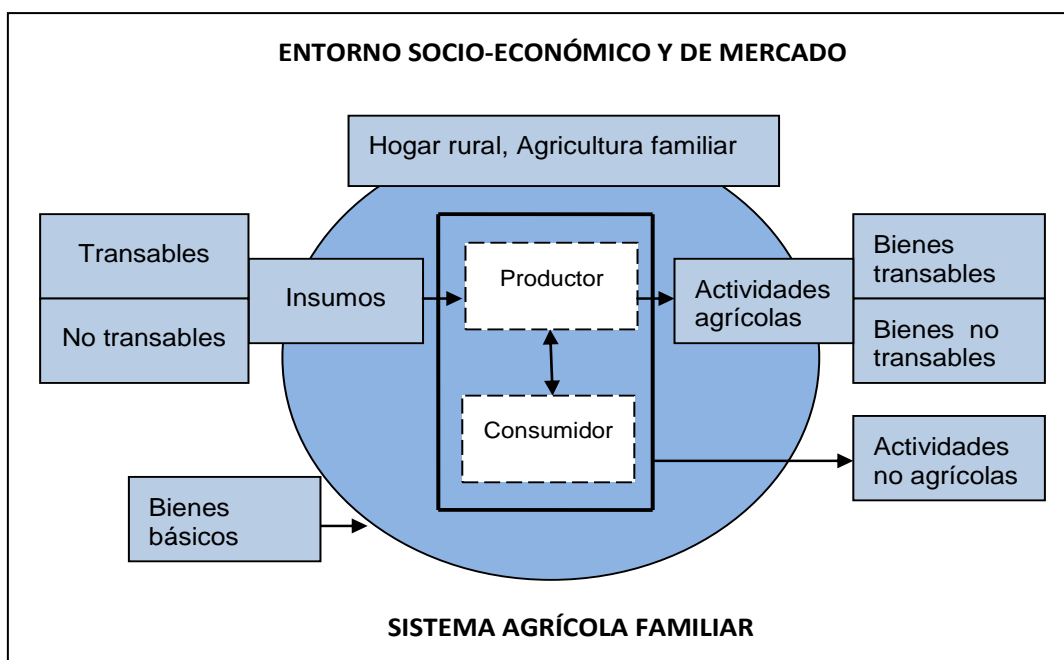 ENTORNO SOCIO-ECONÓMICO Y DE MERCADO
Hogar rural, Agricultura familiar
Transables
No transables
Insumos
Productor
Consumidor
Actividades
agrícolas
Bienes
transables
Bienes no
transables
Actividades
no agrícolas
Bienes
básicos
SISTEMA AGRÍCOLA FAMILIAR